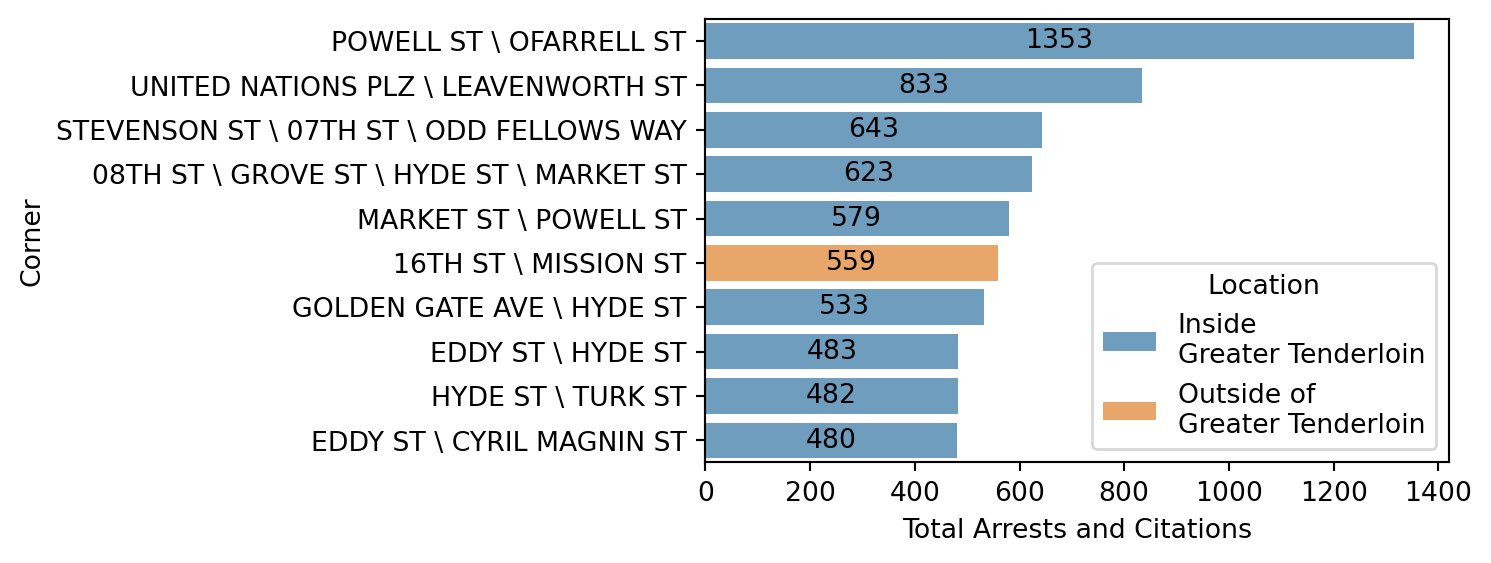 POWELL ST \ OFARRELL ST
1353
UNITED NATIONS PLZ \ LEAVENWORTH ST
833
STEVENSON ST \ 07TH ST \ ODD FELLOWS WAY
643
08TH ST \ GROVE ST \ HYDE ST \ MARKET ST
623
MARKET ST \ POWELL ST
579
16TH ST \ MISSION ST
559
GOLDEN GATE AVE \ HYDE ST
533
EDDY ST \ HYDE ST
483
HYDE ST \ TURK ST
482
EDDY ST \ CYRIL MAGNIN ST
480
Corner
Location
Inside
Greater Tenderloin
Outside of
Greater Tenderloin
0 200 400 600 800 1000 1200 1400
Total Arrests and Citations